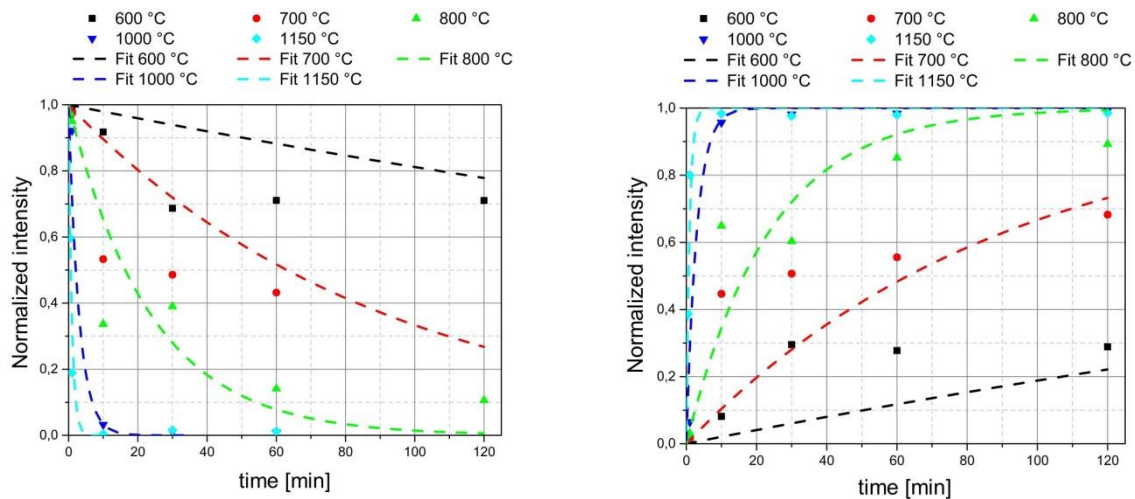 600 °C 700 °C 800 °C
1000 °C 1150 °C
Fit 600 °C Fit 700 °C Fit 800 °C
Fit 1000 °C Fit 1150 °C
1,0
0,8
0,6
0,4
0,2
0,0
Normalized intensity
0 20 40 60 80 100 120
time [min]
600 °C 700 °C 800 °C
1000 °C 1150 °C
Fit 600 °C Fit 700 °C Fit 800 °C
Fit 1000 °C Fit 1150 °C
1,0
0,8
0,6
0,4
0,2
0,0
Normalized intensity
0 20 40 60 80 100 120
time [min]